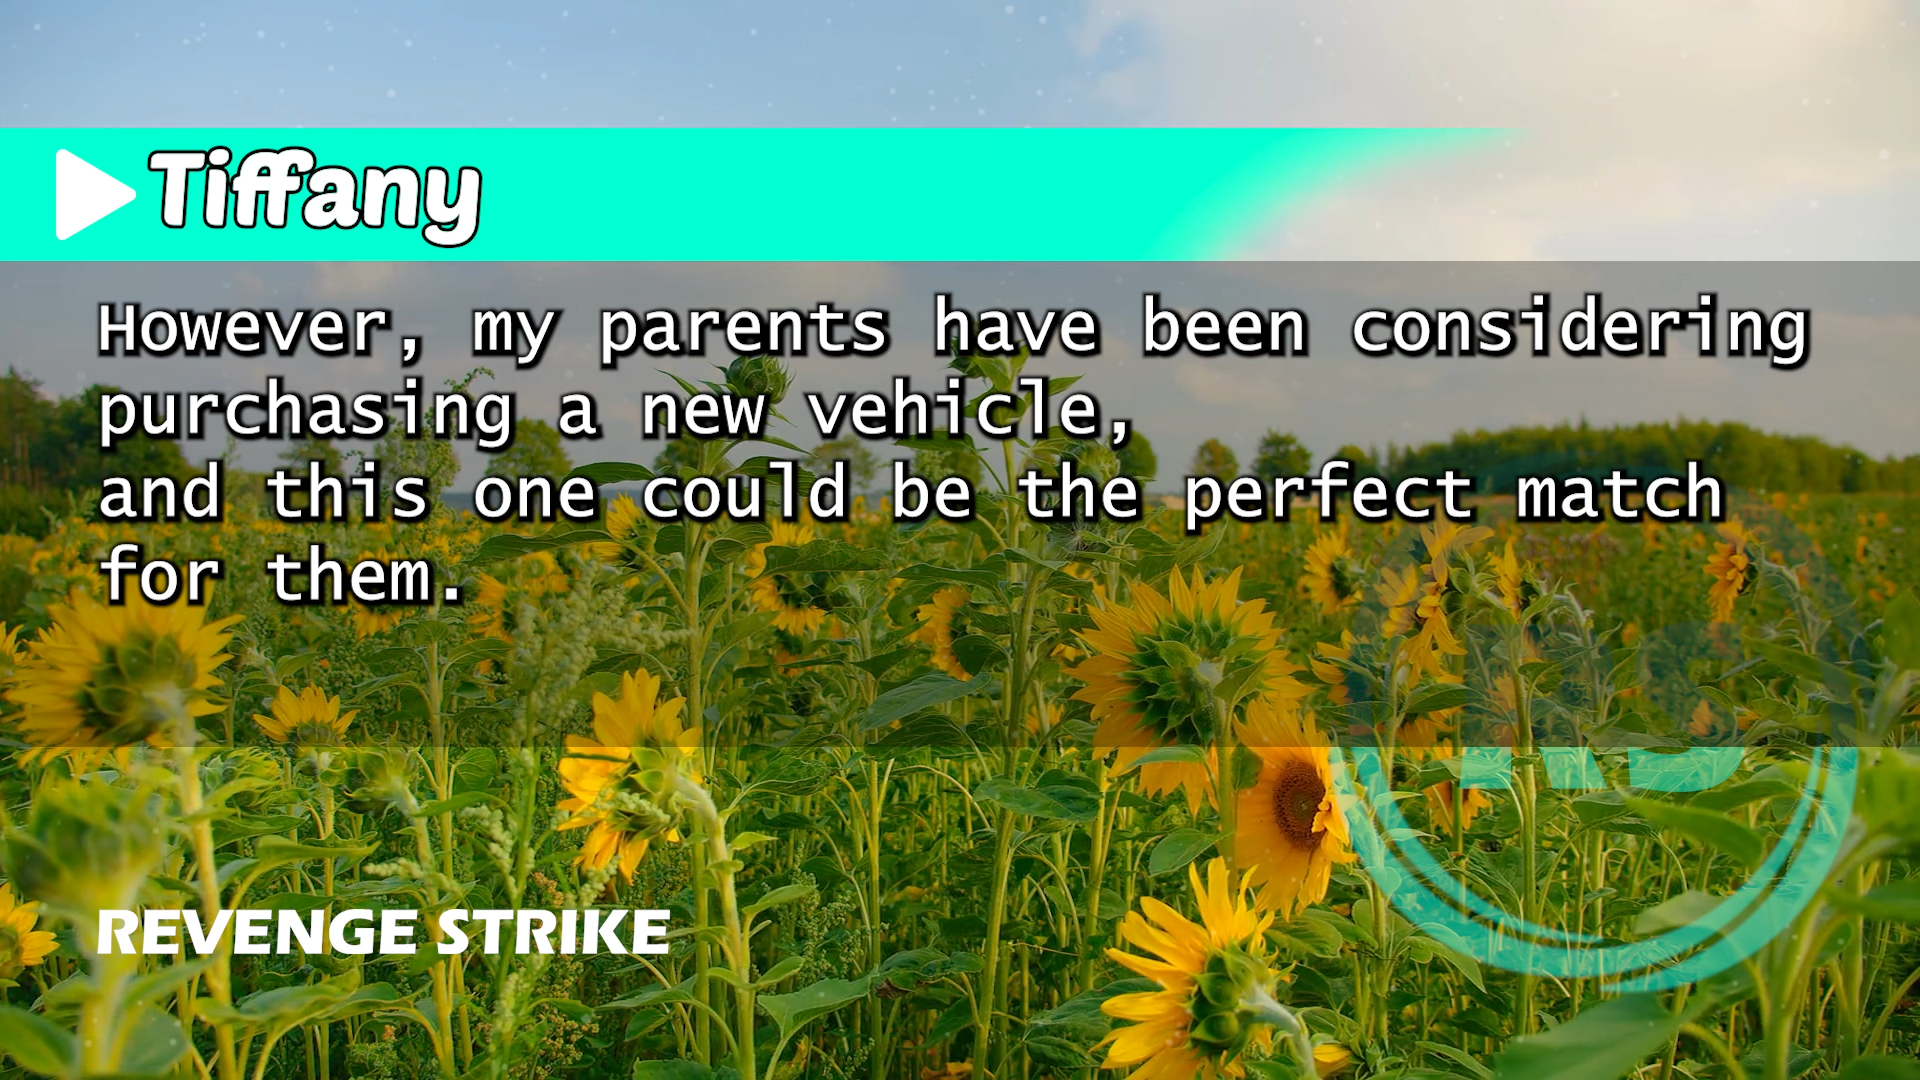 Tiffany
However, my parents have been considering
purchasing a new vehicle,
and this one could be the perfect match
for them.
REVENGE STRIKE